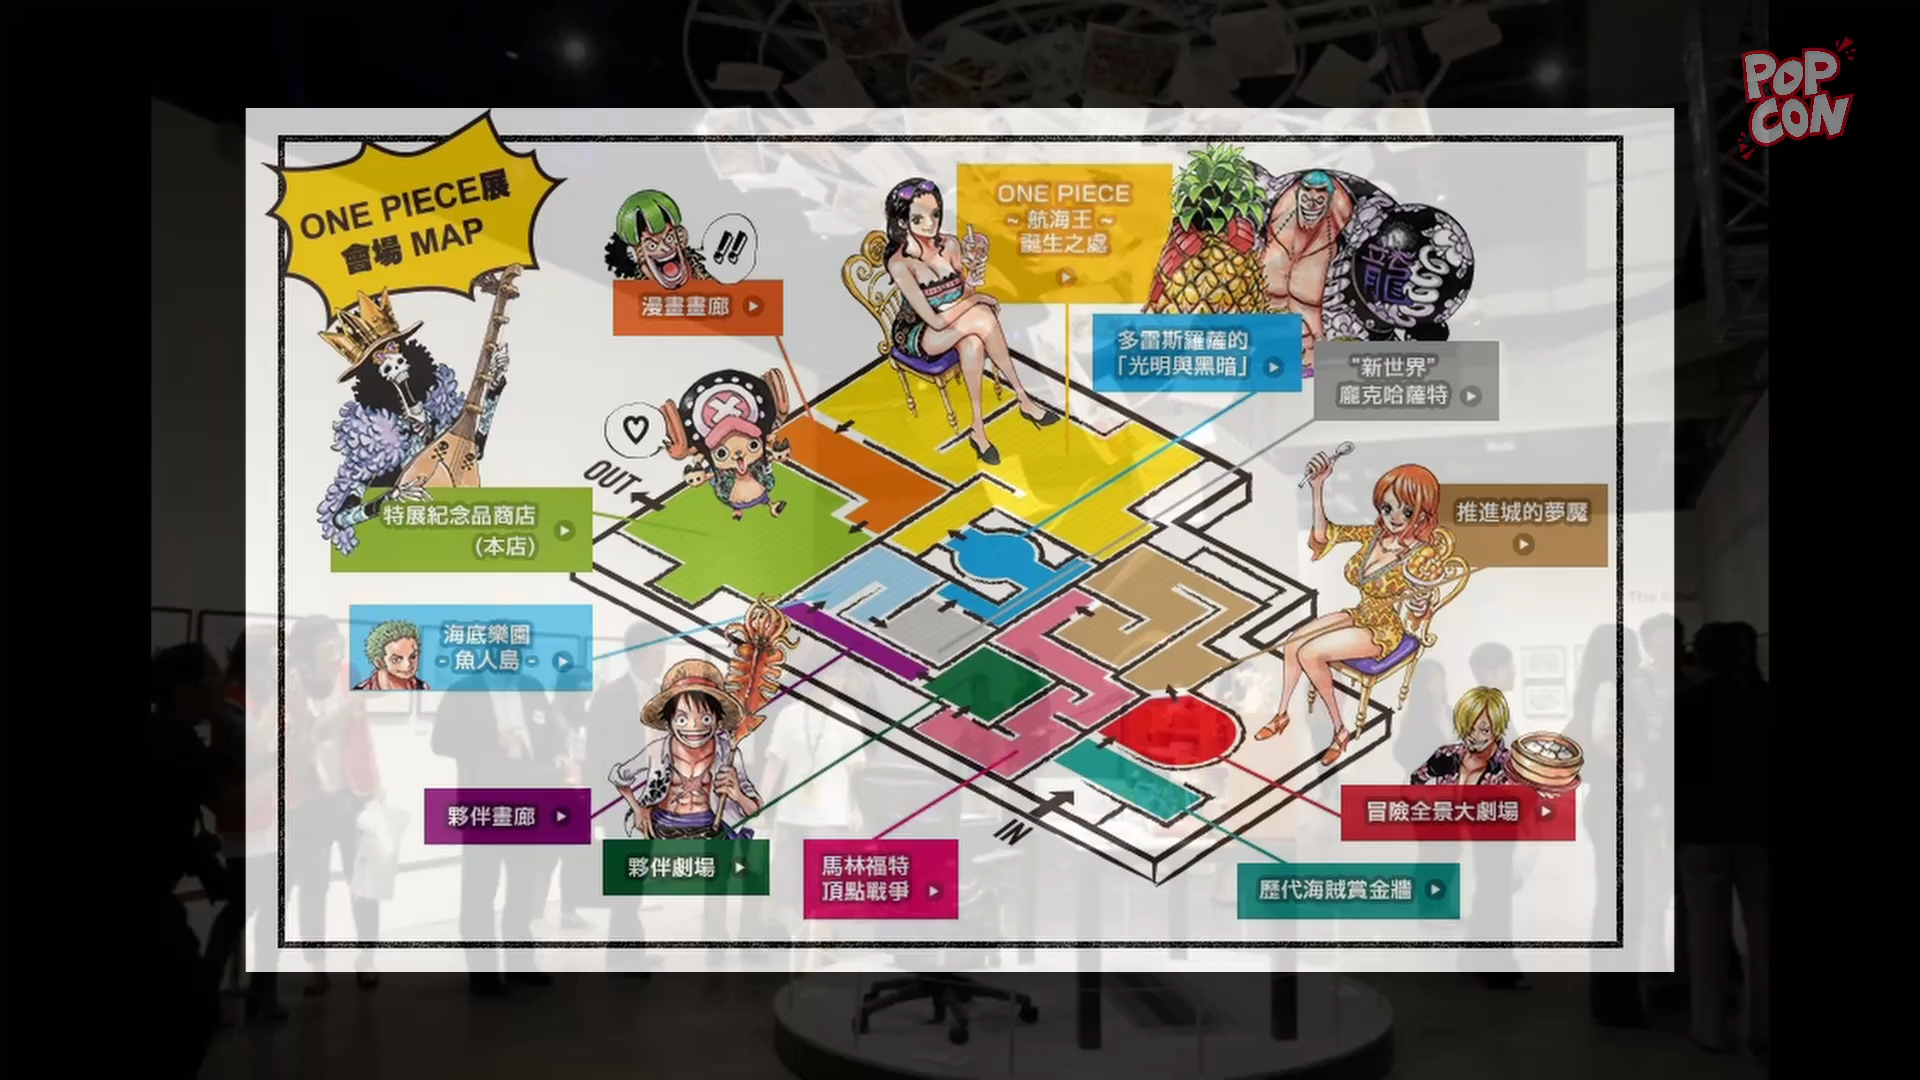 POP
CON
ONE PIECE展
會場 MAP
ONE PIECE
~ 航海王 ~
誕生之處
!!
漫畫畫廊
龍
多雷斯羅薩的
「光明與黑暗」
"新世界"
龐克哈薩特
OUT
特展紀念品商店
(本店)
推進城的夢魘
海底樂園
- 魚人島 -
夥伴畫廊
冒險全景大劇場
IN
夥伴劇場
馬林福特
頂點戰爭
歷代海賊賞金牆